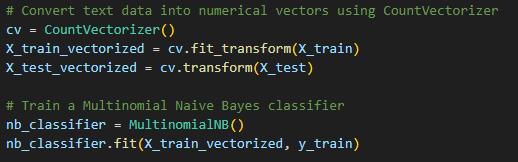 # Convert text data into numerical vectors using CountVectorizer
cv = CountVectorizer()
X_train_vectorized = cv.fit_transform(X_train)
X_test_vectorized = cv.transform(X_test)
# Train a Multinomial Naive Bayes classifier
nb_classifier = MultinomialNB()
nb_classifier.fit(X_train_vectorized, y_train)